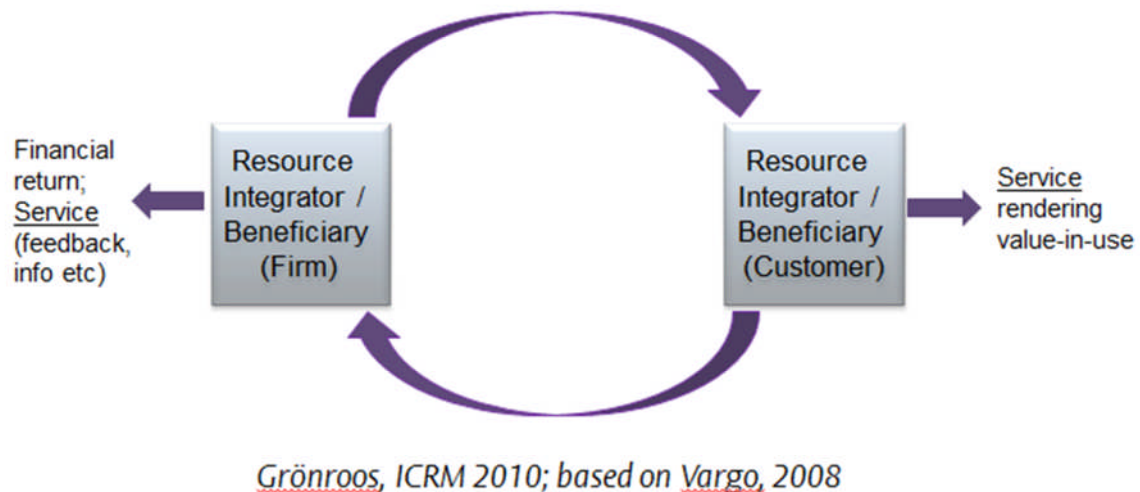 Financial
return;
Service
(feedback,
info etc)
Resource
Integrator /
Beneficiary
(Firm)
Resource
Integrator /
Beneficiary
(Customer)
Service
rendering
value-in-use
Grönroos, ICRM 2010; based on Vargo, 2008